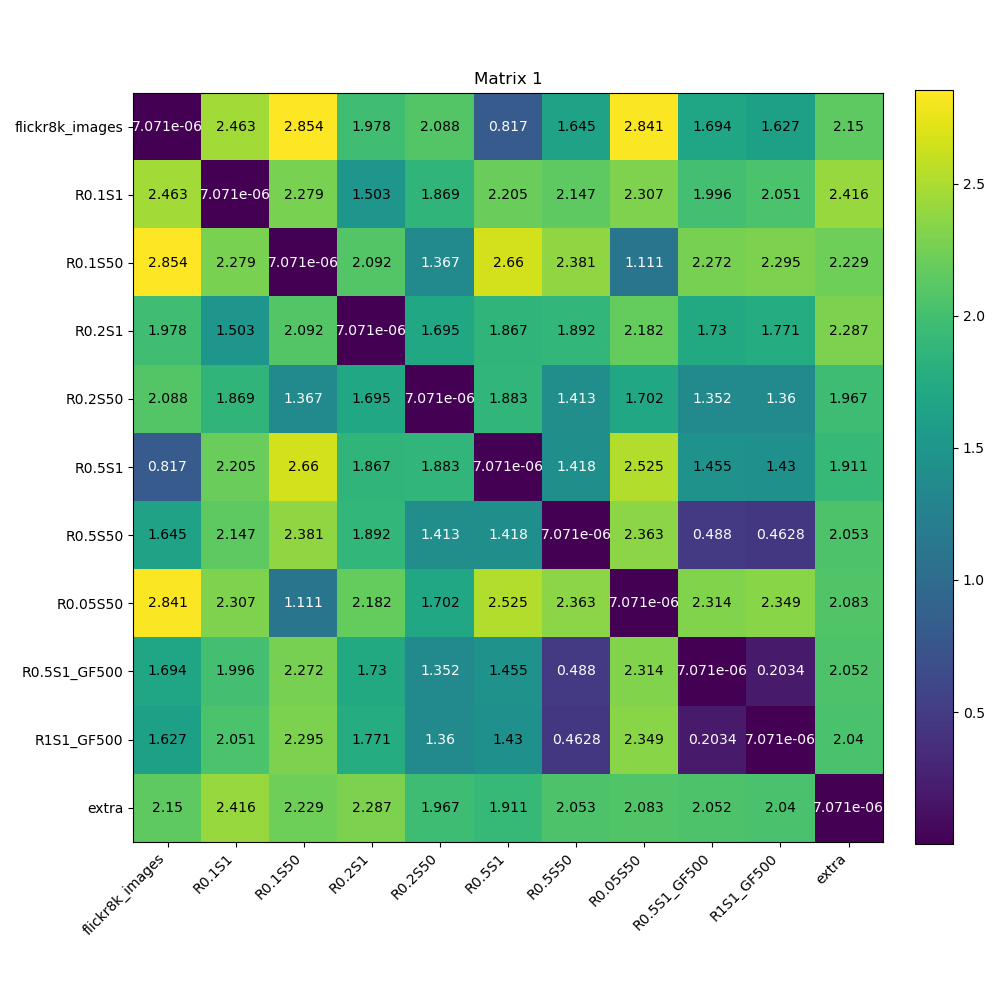 Matrix 1
flickr8k_images 7.071e-06 2.463 2.854 1.978 2.088 0.817 1.645 2.841 1.694 1.627 2.15
R0.1S1 2.463 7.071e-06 2.279 1.503 1.869 2.205 2.147 2.307 1.996 2.051 2.416
R0.1S50 2.854 2.279 7.071e-06 2.092 1.367 2.66 2.381 1.111 2.272 2.295 2.229
R0.2S1 1.978 1.503 2.092 7.071e-06 1.695 1.867 1.892 2.182 1.73 1.771 2.287
R0.2S50 2.088 1.869 1.367 1.695 7.071e-06 1.883 1.413 1.702 1.352 1.36 1.967
R0.5S1 0.817 2.205 2.66 1.867 1.883 7.071e-06 1.418 2.525 1.455 1.43 1.911
R0.5S50 1.645 2.147 2.381 1.892 1.413 1.418 7.071e-06 2.363 0.488 0.4628 2.053
R0.05S50 2.841 2.307 1.111 2.182 1.702 2.525 2.363 7.071e-06 2.314 2.349 2.083
R0.5S1_GF500 1.694 1.996 2.272 1.73 1.352 1.455 0.488 2.314 7.071e-06 0.2034 2.052
R1S1_GF500 1.627 2.051 2.295 1.771 1.36 1.43 0.4628 2.349 0.2034 7.071e-06 2.04
extra 2.15 2.416 2.229 2.287 1.967 1.911 2.053 2.083 2.052 2.04 7.071e-06
flickr8k_images R0.1S1 R0.1S50 R0.2S1 R0.2S50 R0.5S1 R0.5S50 R0.05S50 R0.5S1_GF500 R1S1_GF500 extra
2.5
2.0
1.5
1.0
0.5